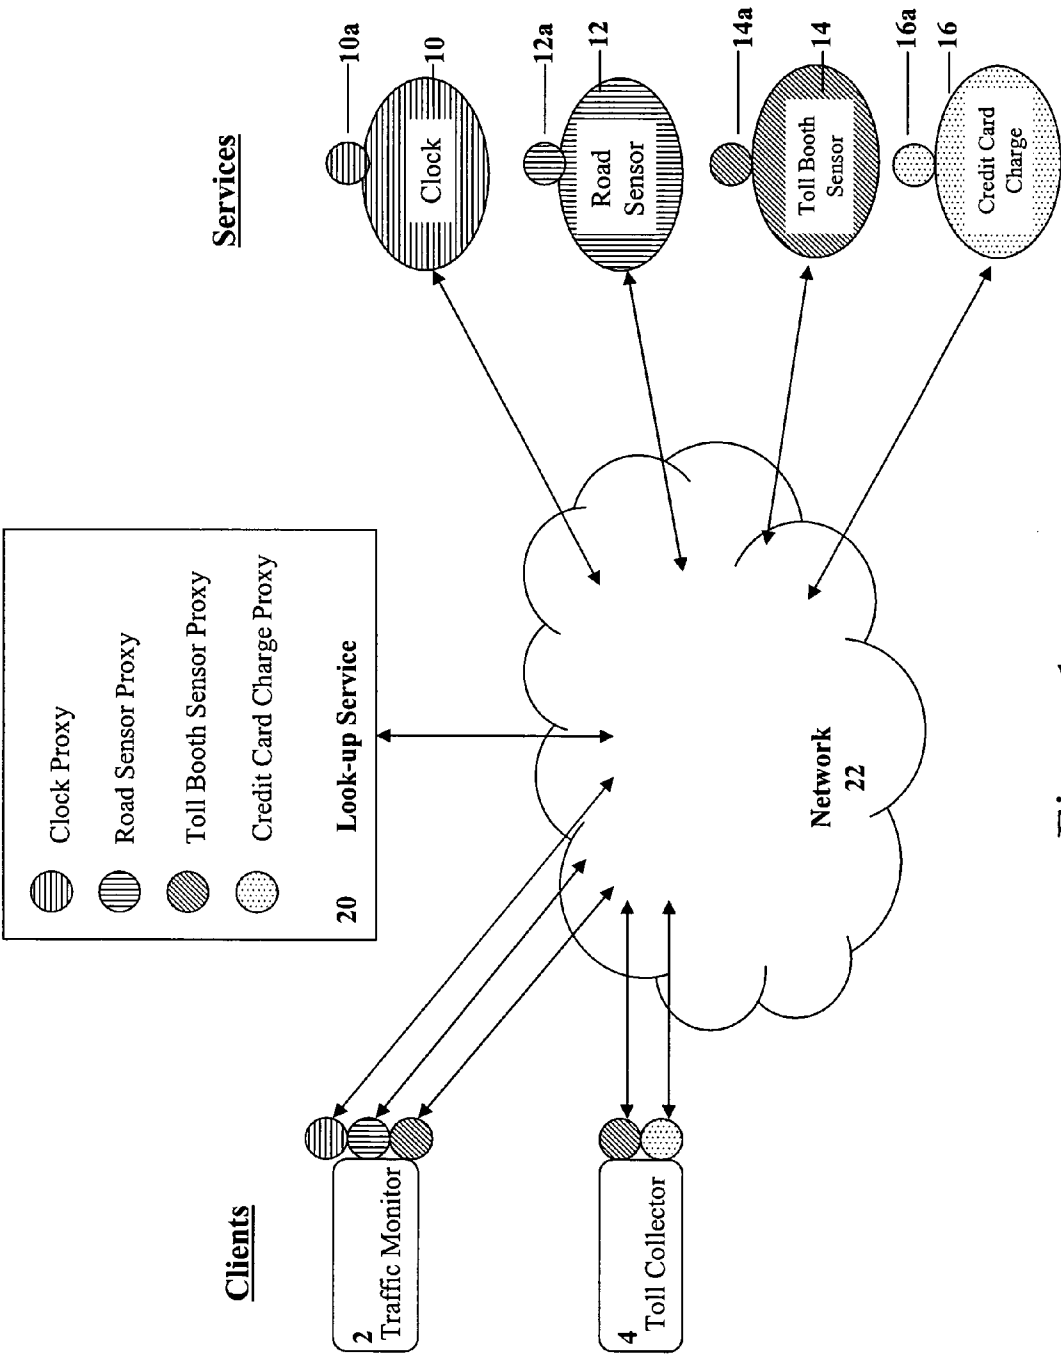 Clients
2
Traffic Monitor
4
Toll Collector
Clock Proxy
Road Sensor Proxy
Toll Booth Sensor Proxy
Credit Card Charge Proxy
20 Look-up Service
Network
22
Services
10a
10
Clock
12a
12
Road
Sensor
14a
14
Toll Booth
Sensor
16a
16
Credit Card
Charge